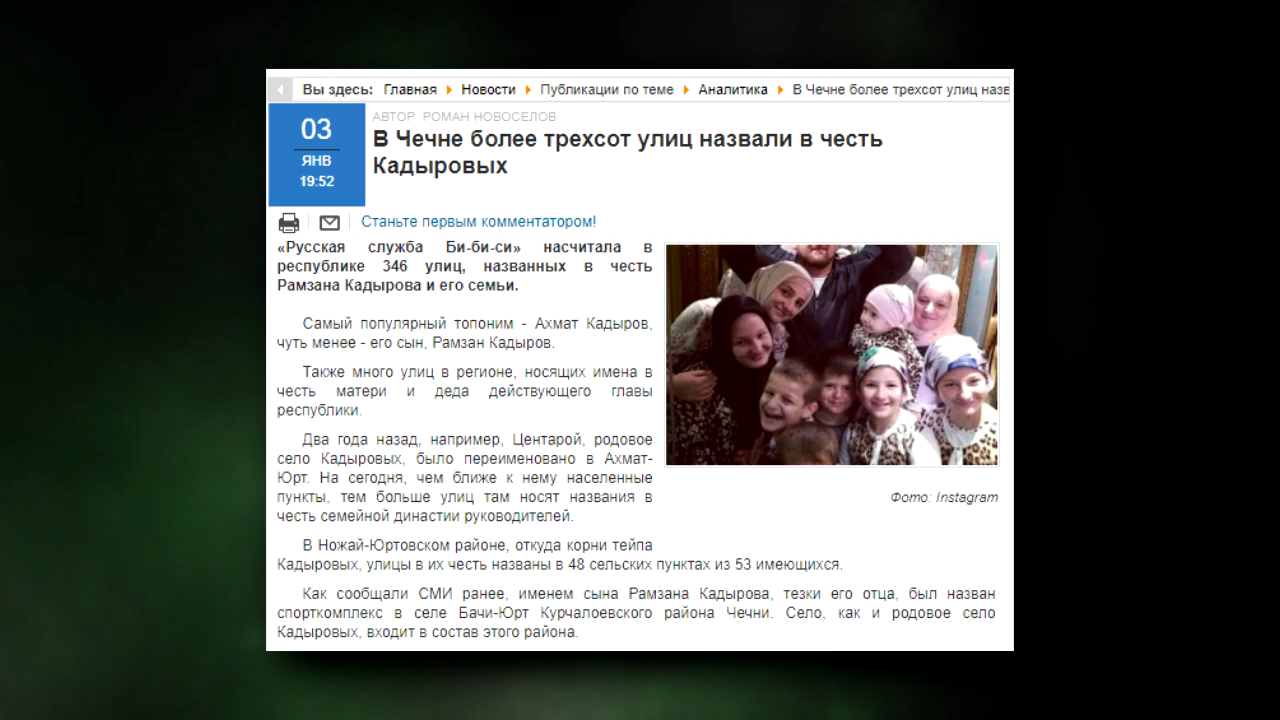 Вы здесь: Главная Новости Публикации по теме Аналитика В Чечне более трехсот улиц назв
03
ЯНВ
19:52
АВТОР РОМАН НОВОСЕЛОВ
В Чечне более трехсот улиц назвали в честь
Кадыровых
Станьте первым комментатором!
«Русская служба Би-би-си» насчитала в
республике 346 улиц, названных в честь
Рамзана Кадырова и его семьи.
Самый популярный топоним - Ахмат Кадыров,
чуть менее - его сын, Рамзан Кадыров.
Также много улиц в регионе, носящих имена в
честь матери и деда действующего главы
республики.
Два года назад, например, Центарой, родовое
село Кадыровых, было переименовано в Ахмат-
Юрт. На сегодня, чем ближе к нему населенные
пункты, тем больше улиц там носят названия в
честь семейной династии руководителей.
Фото: Instagram
В Ножай-Юртовском районе, откуда корни тейпа
Кадыровых, улицы в их честь названы в 48 сельских пунктах из 53 имеющихся.
Как сообщали СМИ ранее, именем сына Рамзана Кадырова, тезки его отца, был назван
спорткомплекс в селе Бачи-Юрт Курчалоевского района Чечни. Село, как и родовое село
Кадыровых, входит в состав этого района.